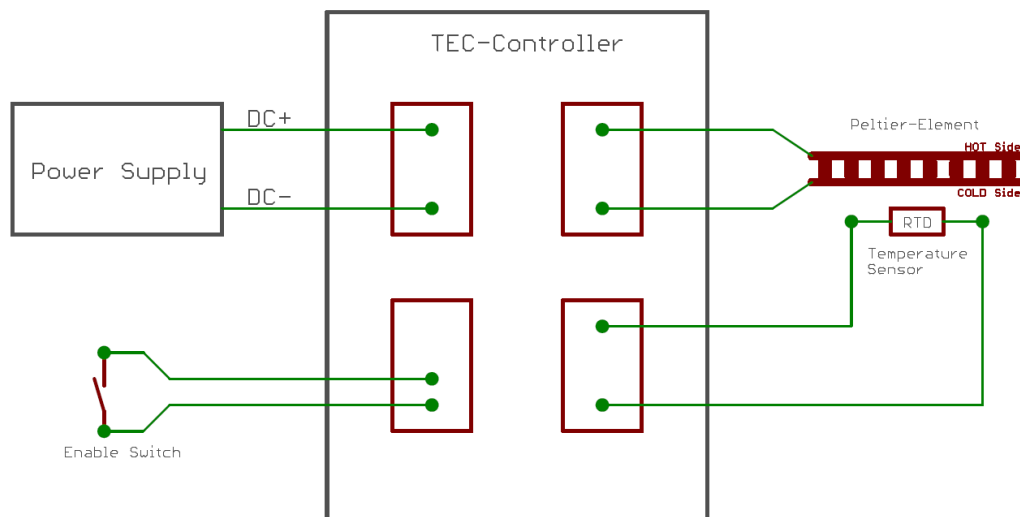 TEC-Controller
DC+
Power Supply
DC-
Peltier-Element
HOT Side
COLD Side
RTD
Temperature
Sensor
Enable Switch